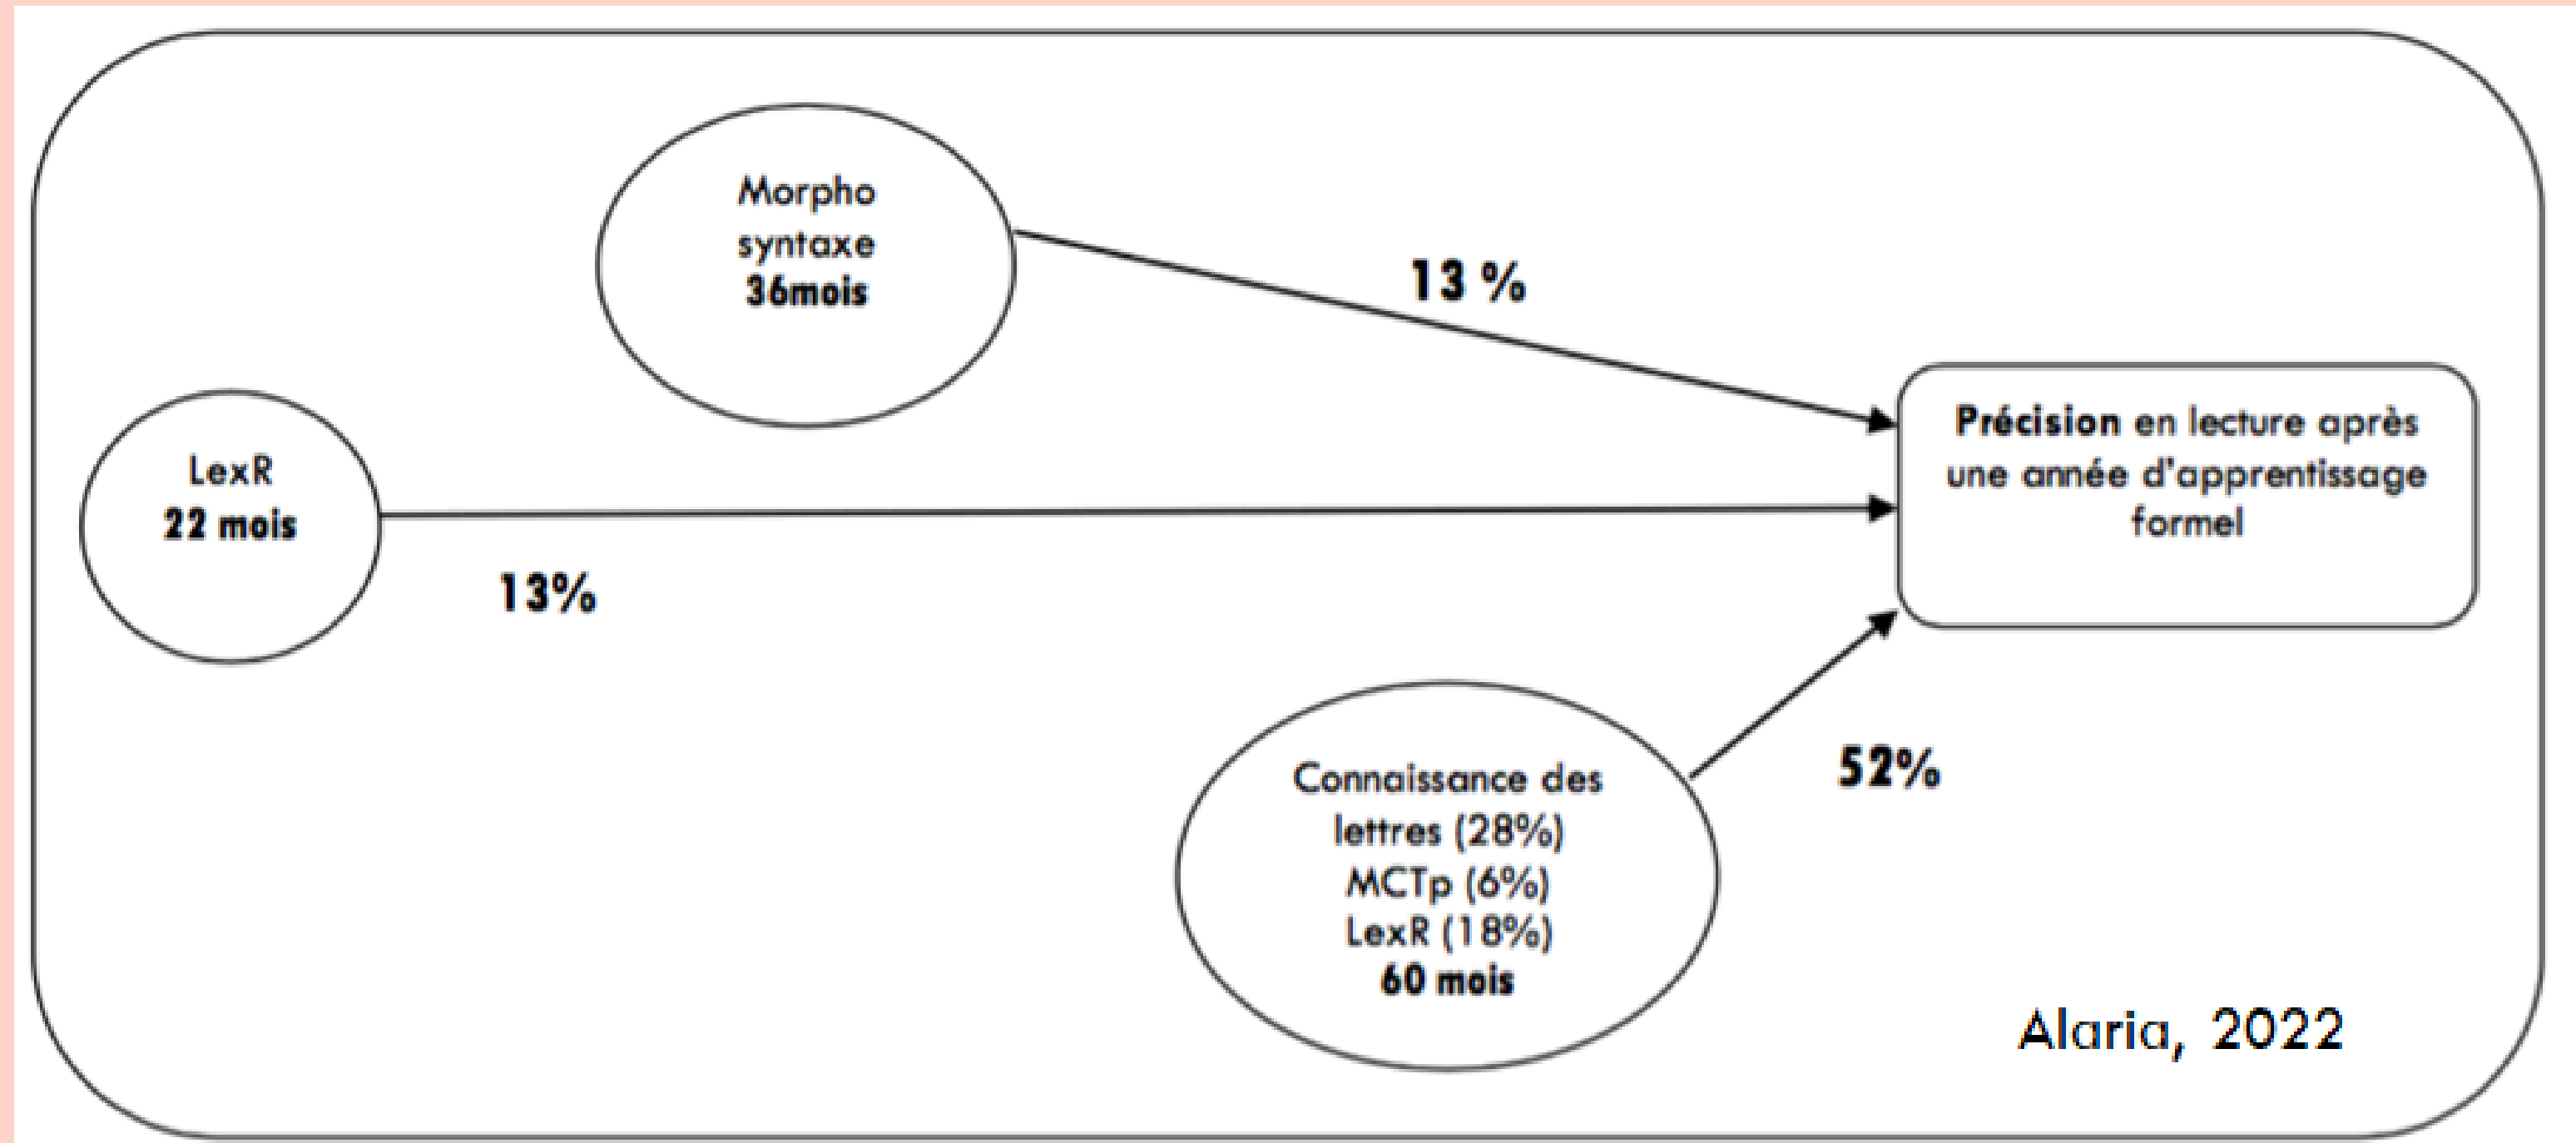 Morpho
syntaxe
36mois
13 %
LexR
22 mois
13%
Précision en lecture après
une année d'apprentissage
formel
Connaissance des
lettres (28%)
MCTp (6%)
LexR (18%)
60 mois
52%
Alaria, 2022